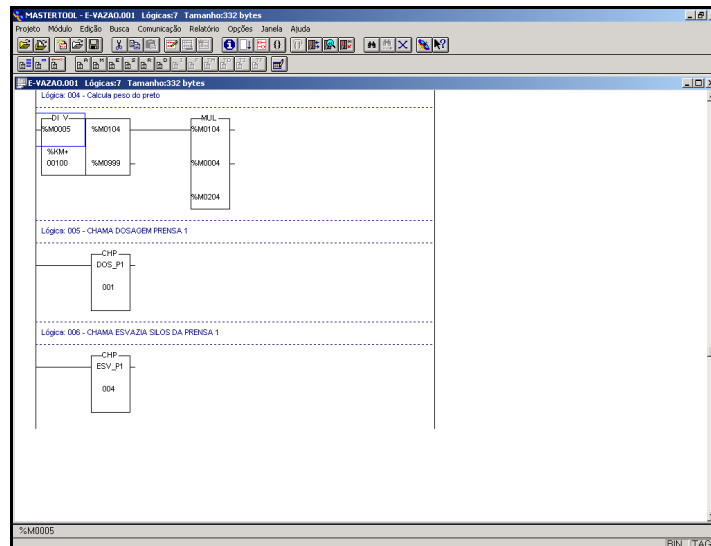 MASTERTOOL - E-VAZAO.001 Lógicas:7 Tamanho:332 bytes
Projeto Módulo Edição Busca Comunicação Relatório Opções Janela Ajuda
E-VAZAO.001 Lógicas:7 Tamanho:332 bytes
Lógica: 004 - Calcula peso do preto
DI V MUL
%M0005 %M0104 %M0104
%KM+
00100 %M0999 %M0004
%M0204
Lógica: 005 - CHAMA DOSAGEM PRENSA 1
CHP
DOS_P1
001
Lógica: 006 - CHAMA ESVAZIA SILOS DA PRENSA 1
CHP
ESV_P1
004
%M0005
BIN TAG